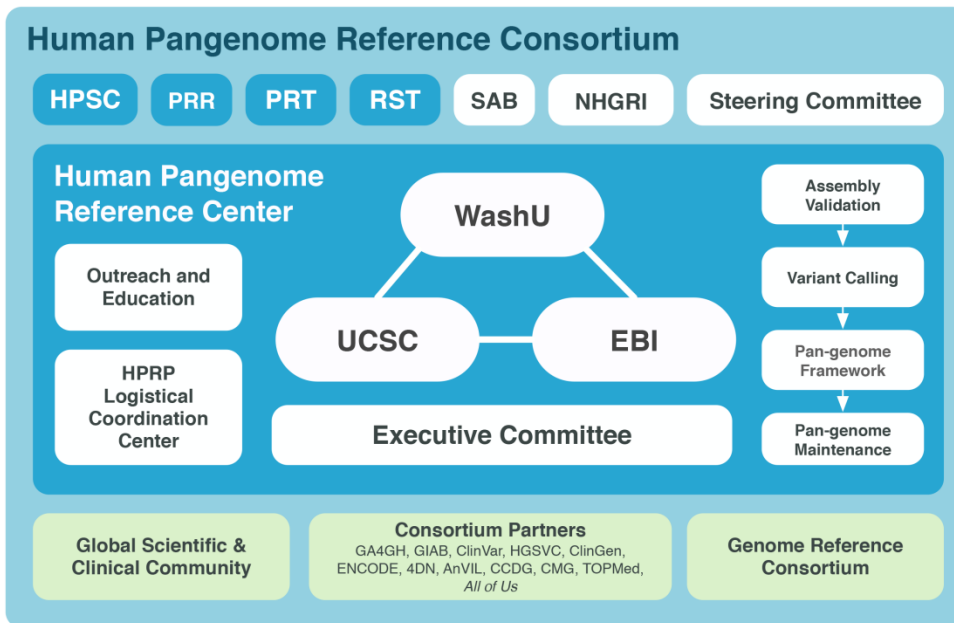 Human Pangenome Reference Consortium
HPSC
PRR
PRT
RST
SAB
NHGRI
Steering Committee
Human Pangenome
Reference Center
Outreach and
Education
HPRP
Logistical
Coordination
Center
WashU
UCSC
EBI
Executive Committee
Assembly
Validation
Variant Calling
Pan-genome
Framework
Pan-genome
Maintenance
Global Scientific &
Clinical Community
Consortium Partners
GA4GH, GIAB, ClinVar, HGSVC, ClinGen,
ENCODE, 4DN, AnVIL, CCDG, CMG, TOPMed,
All of Us
Genome Reference
Consortium